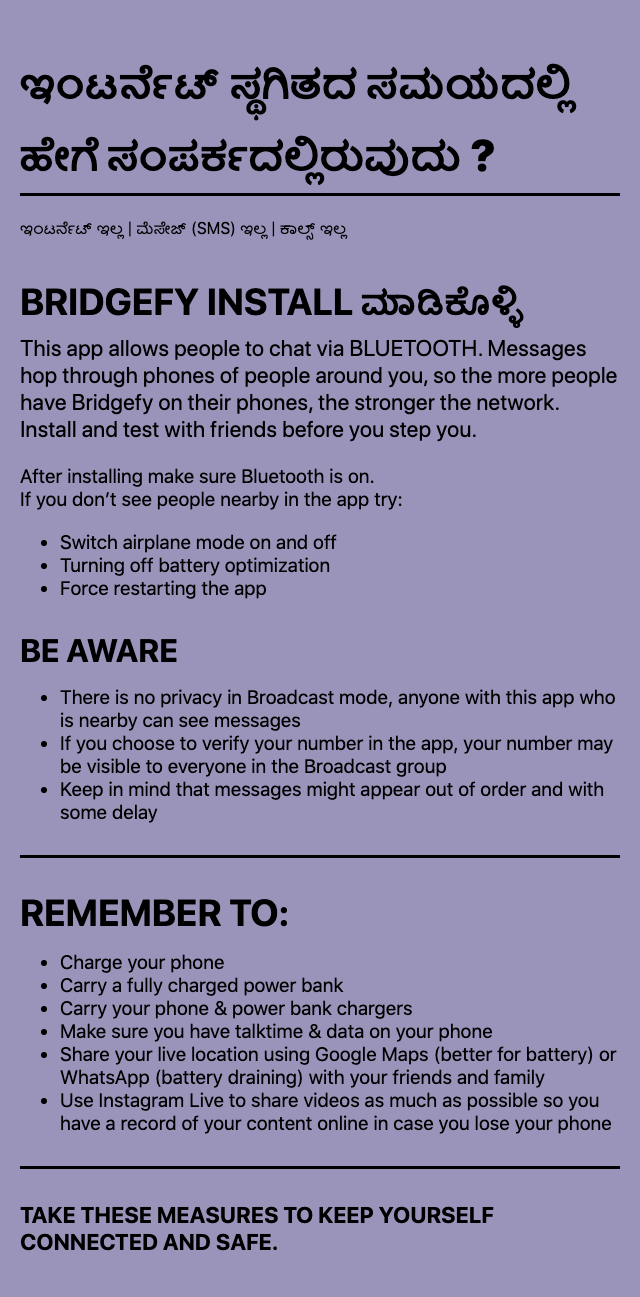 ಇಂಟರ್ನೆಟ್ ಸ್ಥಗಿತದ ಸಮಯದಲ್ಲಿ
ಹೇಗೆ ಸಂಪರ್ಕದಲ್ಲಿರುವುದು ?
ಇಂಟರ್ನೆಟ್ ಇಲ್ಲ | ಮೆಸೇಜ್ (SMS) ಇಲ್ಲ | ಕಾಲ್ಸ್ ಇಲ್ಲ
BRIDGEFY INSTALL ಮಾಡಿಕೊಳ್ಳಿ
This app allows people to chat via BLUETOOTH. Messages
hop through phones of people around you, so the more people
have Bridgefy on their phones, the stronger the network.
Install and test with friends before you step you.
After installing make sure Bluetooth is on.
If you don’t see people nearby in the app try:
• Switch airplane mode on and off
• Turning off battery optimization
• Force restarting the app
BE AWARE
• There is no privacy in Broadcast mode, anyone with this app who
is nearby can see messages
• If you choose to verify your number in the app, your number may
be visible to everyone in the Broadcast group
• Keep in mind that messages might appear out of order and with
some delay
REMEMBER TO:
• Charge your phone
• Carry a fully charged power bank
• Carry your phone & power bank chargers
• Make sure you have talktime & data on your phone
• Share your live location using Google Maps (better for battery) or
WhatsApp (battery draining) with your friends and family
• Use Instagram Live to share videos as much as possible so you
have a record of your content online in case you lose your phone
TAKE THESE MEASURES TO KEEP YOURSELF
CONNECTED AND SAFE.